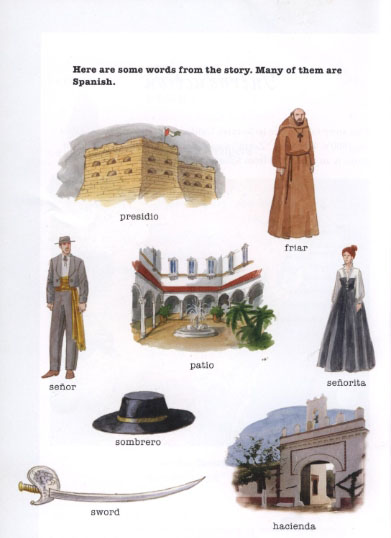 Here are some words from the story. Many of them are
Spanish.
presidio
friar
señor
patio
señorita
sombrero
sword
hacienda